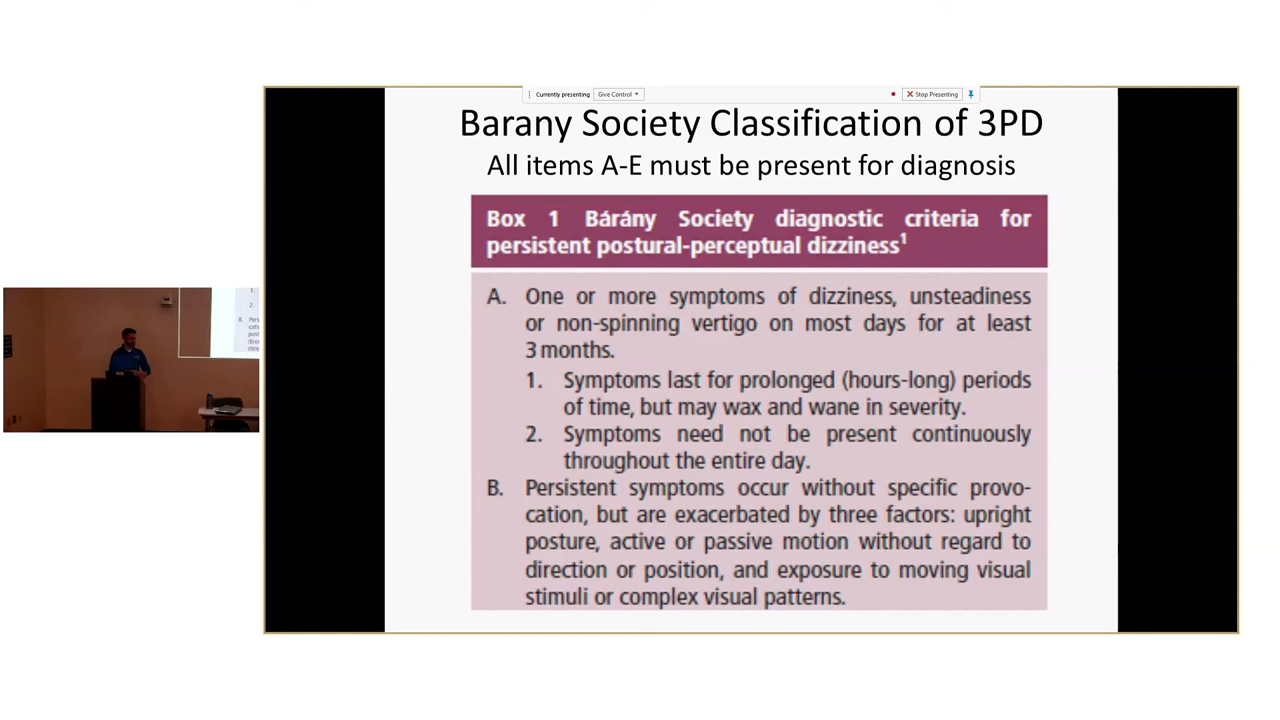 Currently presenting Give Control Stop Presenting
Barany Society Classification of 3PD
All items A-E must be present for diagnosis
Box 1 Bárány Society diagnostic criteria for
persistent postural-perceptual dizziness1
A. One or more symptoms of dizziness, unsteadiness
or non-spinning vertigo on most days for at least
3 months.
1. Symptoms last for prolonged (hours-long) periods
of time, but may wax and wane in severity.
2. Symptoms need not be present continuously
throughout the entire day.
B. Persistent symptoms occur without specific provo-
cation, but are exacerbated by three factors: upright
posture, active or passive motion without regard to
direction or position, and exposure to moving visual
stimuli or complex visual patterns.